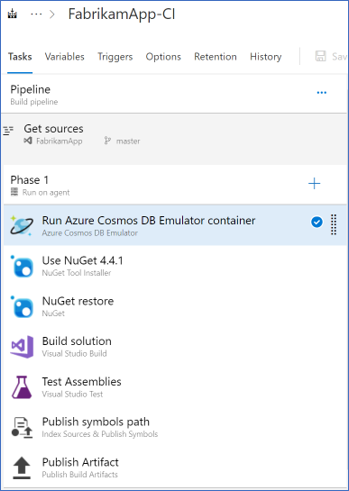 ··· > FabrikamApp-CI
Tasks Variables Triggers Options Retention History Sav
Pipeline ···
Build pipeline
Get sources
FabrikamApp master
Phase 1 +
Run on agent
Run Azure Cosmos DB Emulator container
Azure Cosmos DB Emulator
Use NuGet 4.4.1
NuGet Tool Installer
NuGet restore
NuGet
Build solution
Visual Studio Build
Test Assemblies
Visual Studio Test
Publish symbols path
Index Sources & Publish Symbols
Publish Artifact
Publish Build Artifacts